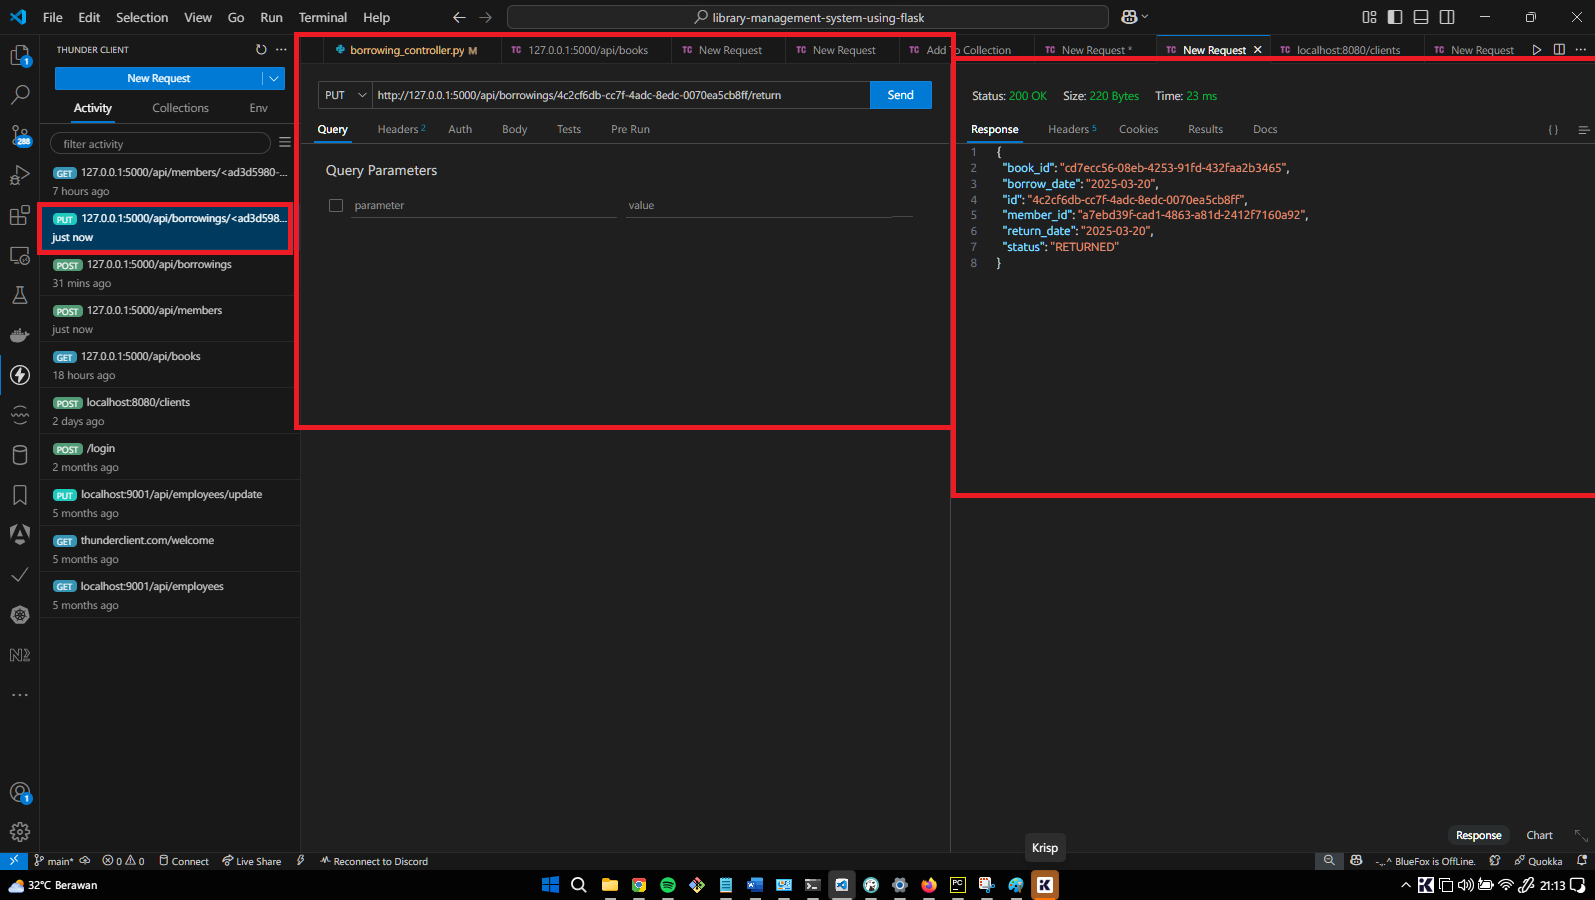 File Edit Selection View Go Run Terminal Help
library-management-system-using-flask
THUNDER CLIENT
New Request
Activity Collections Env
filter activity
GET 127.0.0.1:5000/api/members/<ad3d5980-...
7 hours ago
PUT 127.0.0.1:5000/api/borrowings/<ad3d598...
just now
POST 127.0.0.1:5000/api/borrowings
31 mins ago
POST 127.0.0.1:5000/api/members
just now
GET 127.0.0.1:5000/api/books
18 hours ago
POST localhost:8080/clients
2 days ago
POST /login
2 months ago
PUT localhost:9001/api/employees/update
5 months ago
GET thunderclient.com/welcome
5 months ago
GET localhost:9001/api/employees
5 months ago
1
288
1
borrowing_controller.py M TC 127.0.0.1:5000/api/books TC New Request TC New Request TC Add To Collection TC New Request * TC New Request TC localhost:8080/clients TC New Request
PUT http://127.0.0.1:5000/api/borrowings/4c2cf6db-cc7f-4adc-8edc-0070ea5cb8ff/return Send
Query Headers 2 Auth Body Tests Pre Run
Query Parameters
parameter value
Status: 200 OK Size: 220 Bytes Time: 23 ms
Response Headers 5 Cookies Results Docs { }
1 {
2 "book_id": "cd7ecc56-08eb-4253-91fd-432faa2b3465",
3 "borrow_date": "2025-03-20",
4 "id": "4c2cf6db-cc7f-4adc-8edc-0070ea5cb8ff",
5 "member_id": "a7ebd39f-cad1-4863-a81d-2412f7160a92",
6 "return_date": "2025-03-20",
7 "status": "RETURNED"
8 }
Response Chart
Krisp
main* 0 0 Connect Live Share Reconnect to Discord
BlueFox is OffLine. Quokka
32°C Berawan
21:13